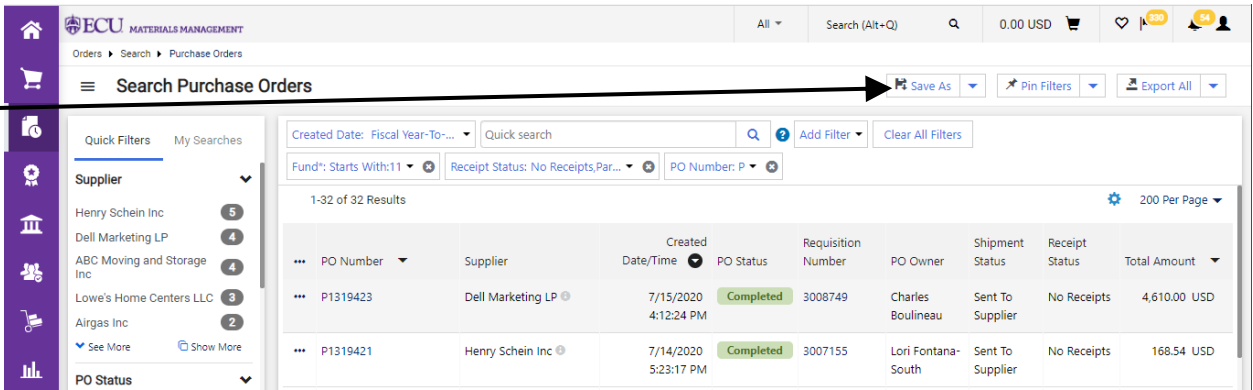 ECU MATERIALS MANAGEMENT
All
Search (Alt+Q)
0.00 USD
330
54
Orders Search Purchase Orders
Search Purchase Orders
Save As
Pin Filters
Export All
Quick Filters My Searches
Supplier
Henry Schein Inc 5
Dell Marketing LP 4
ABC Moving and Storage
Inc 4
Lowe's Home Centers LLC 3
Airgas Inc 2
See More Show More
PO Status
Created Date: Fiscal Year-To-... Quick search Add Filter Clear All Filters
Fund*: Starts With:11 Receipt Status: No Receipts,Par... PO Number: P
1-32 of 32 Results 200 Per Page
... PO Number Supplier Created
Date/Time PO Status Requisition
Number PO Owner Shipment
Status Receipt
Status Total Amount
... P1319423 Dell Marketing LP 7/15/2020
4:12:24 PM Completed 3008749 Charles
Boulineau Sent To
Supplier No Receipts 4,610.00 USD
... P1319421 Henry Schein Inc 7/14/2020
5:23:17 PM Completed 3007155 Lori Fontana-
South Sent To
Supplier No Receipts 168.54 USD